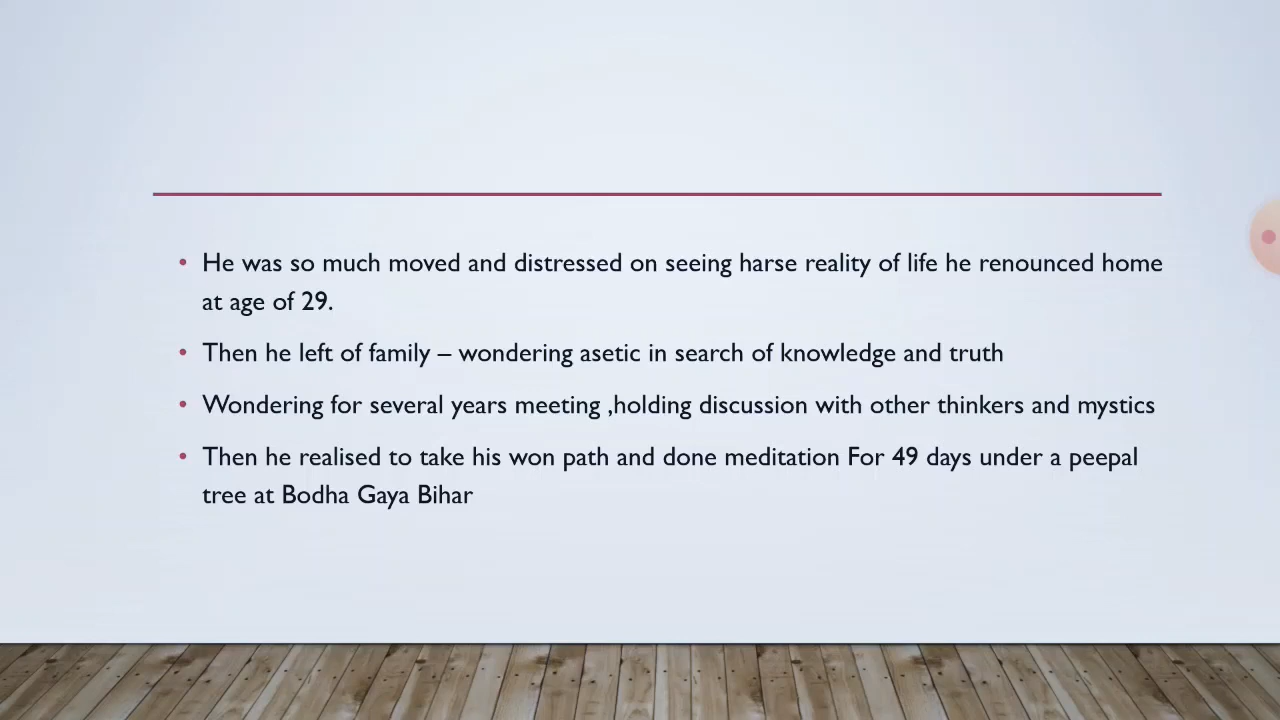 • He was so much moved and distressed on seeing harse reality of life he renounced home
at age of 29.
• Then he left of family – wondering asetic in search of knowledge and truth
• Wondering for several years meeting ,holding discussion with other thinkers and mystics
• Then he realised to take his won path and done meditation For 49 days under a peepal
tree at Bodha Gaya Bihar